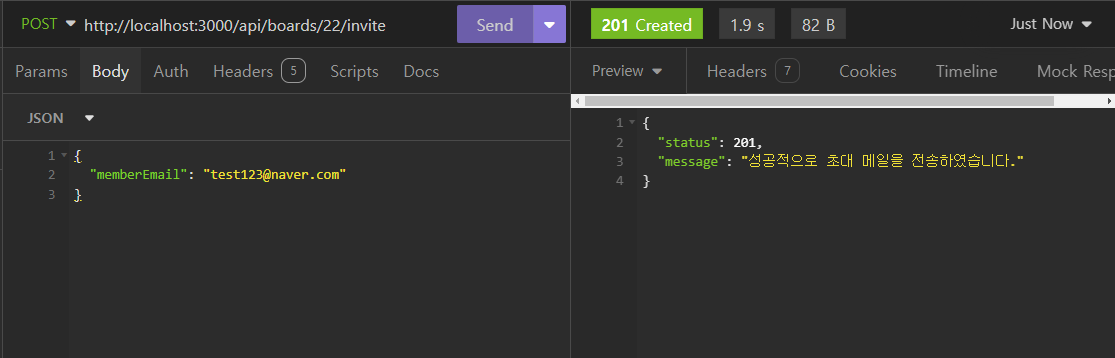 POST http://localhost:3000/api/boards/22/invite Send
201 Created 1.9 s 82 B Just Now
Params Body Auth Headers 5 Scripts Docs
Preview Headers 7 Cookies Timeline Mock Resp
JSON
1 {
2 "memberEmail": "test123@naver.com"
3 }
1 {
2 "status": 201,
3 "message": "성공적으로 초대 메일을 전송하였습니다."
4 }